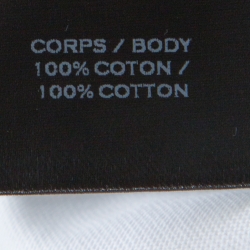 CORPS / BODY
100% COTON /
100% COTTON